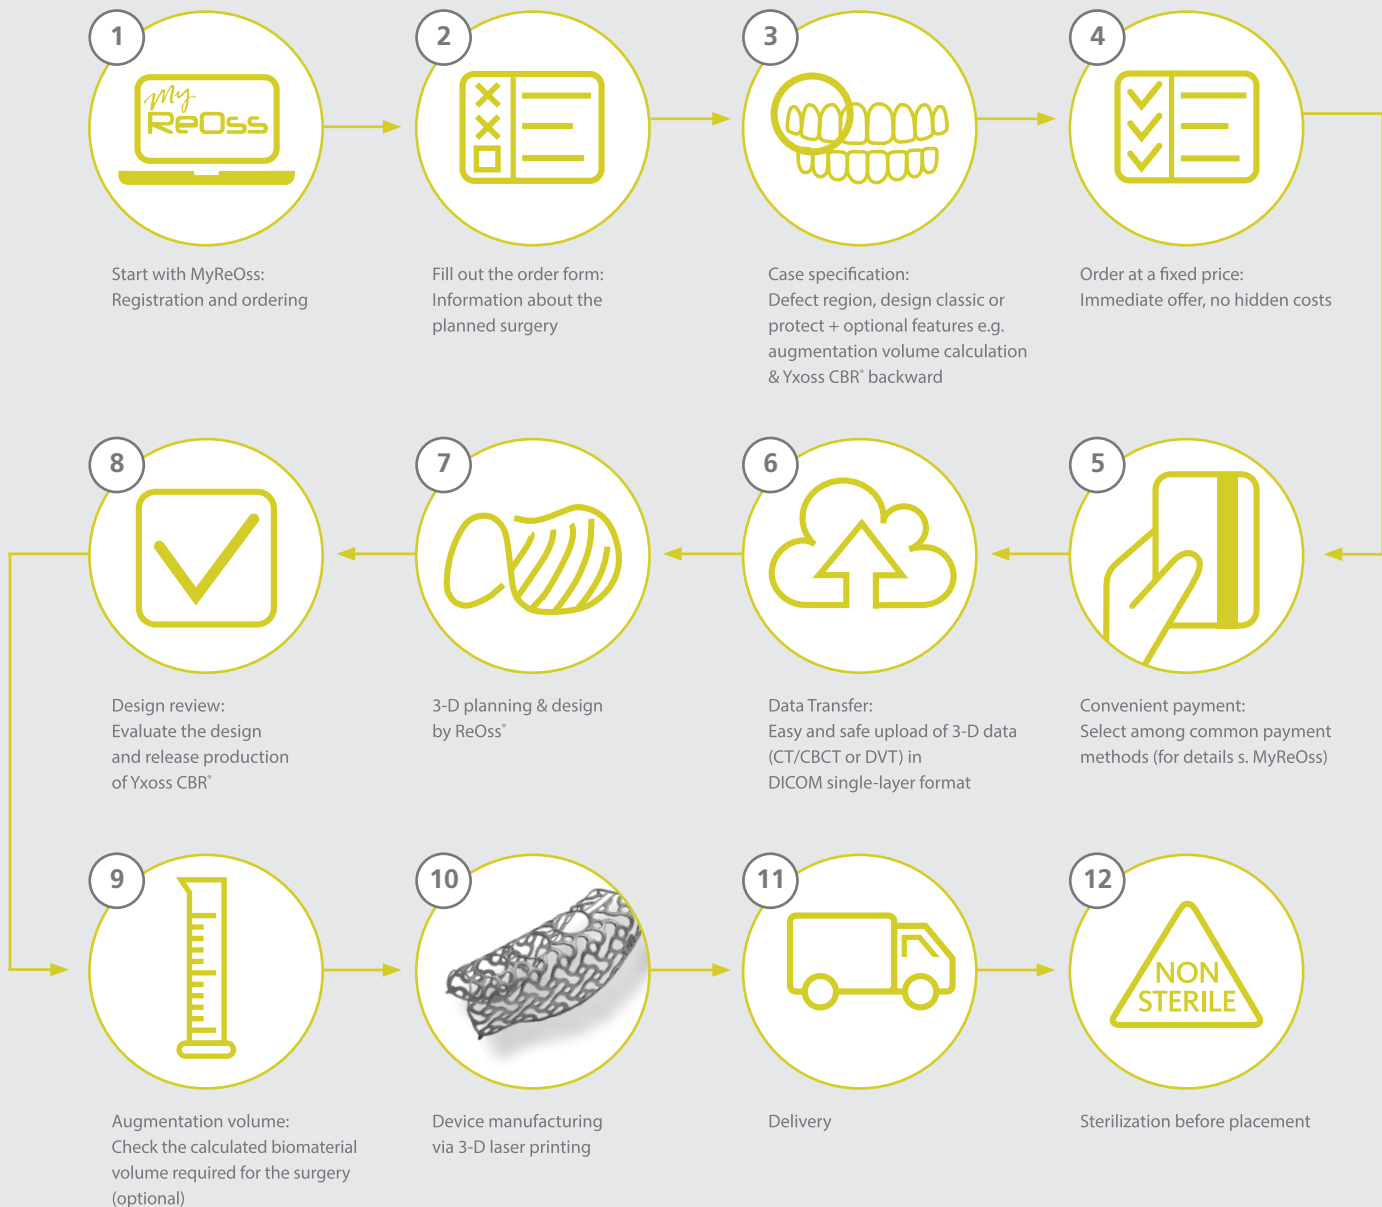 1
My
ReOss
Start with MyReOss:
Registration and ordering
2
Fill out the order form:
Information about the
planned surgery
3
Case specification:
Defect region, design classic or
protect + optional features e.g.
augmentation volume calculation
& Yxoss CBR® backward
4
Order at a fixed price:
Immediate offer, no hidden costs
5
Convenient payment:
Select among common payment
methods (for details s. MyReOss)
6
Data Transfer:
Easy and safe upload of 3-D data
(CT/CBCT or DVT) in
DICOM single-layer format
7
3-D planning & design
by ReOss®
8
Design review:
Evaluate the design
and release production
of Yxoss CBR®
9
Augmentation volume:
Check the calculated biomaterial
volume required for the surgery
(optional)
10
Device manufacturing
via 3-D laser printing
11
Delivery
12
NON
STERILE
Sterilization before placement